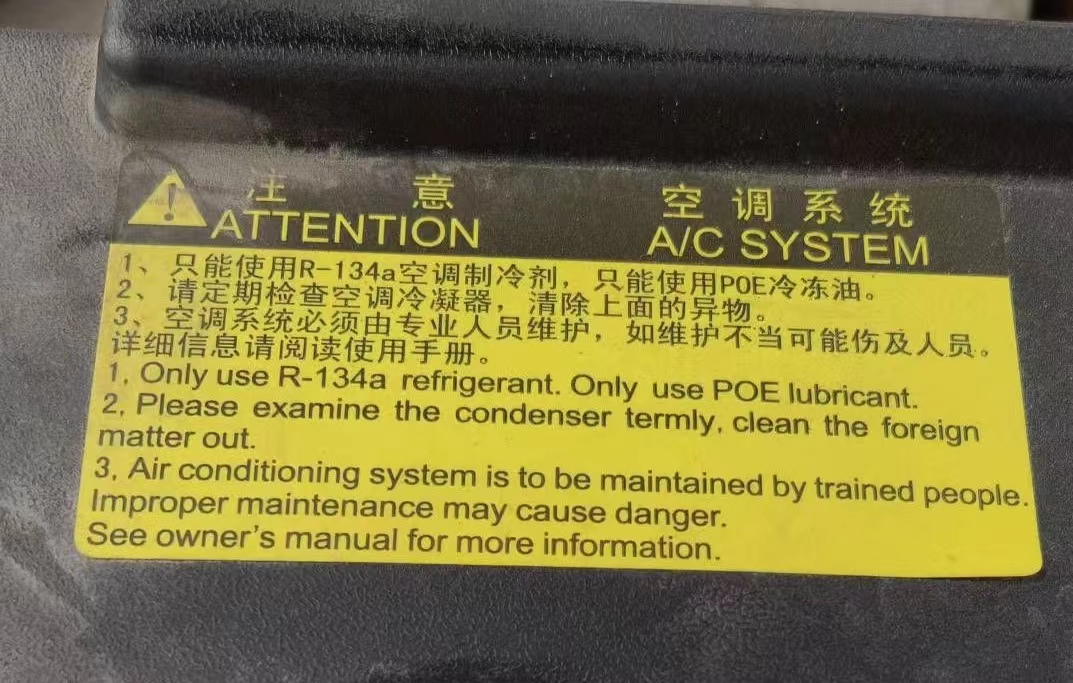 注 意 空 调 系 统
ATTENTION A/C SYSTEM
1、只能使用R-134a空调制冷剂，只能使用POE冷冻油。
2、请定期检查空调冷凝器，清除上面的异物。
3、空调系统必须由专业人员维护，如维护不当可能伤及人员。
详细信息请阅读使用手册。
1, Only use R-134a refrigerant. Only use POE lubricant.
2, Please examine the condenser termly, clean the foreign
matter out.
3, Air conditioning system is to be maintained by trained people.
Improper maintenance may cause danger.
See owner's manual for more information.